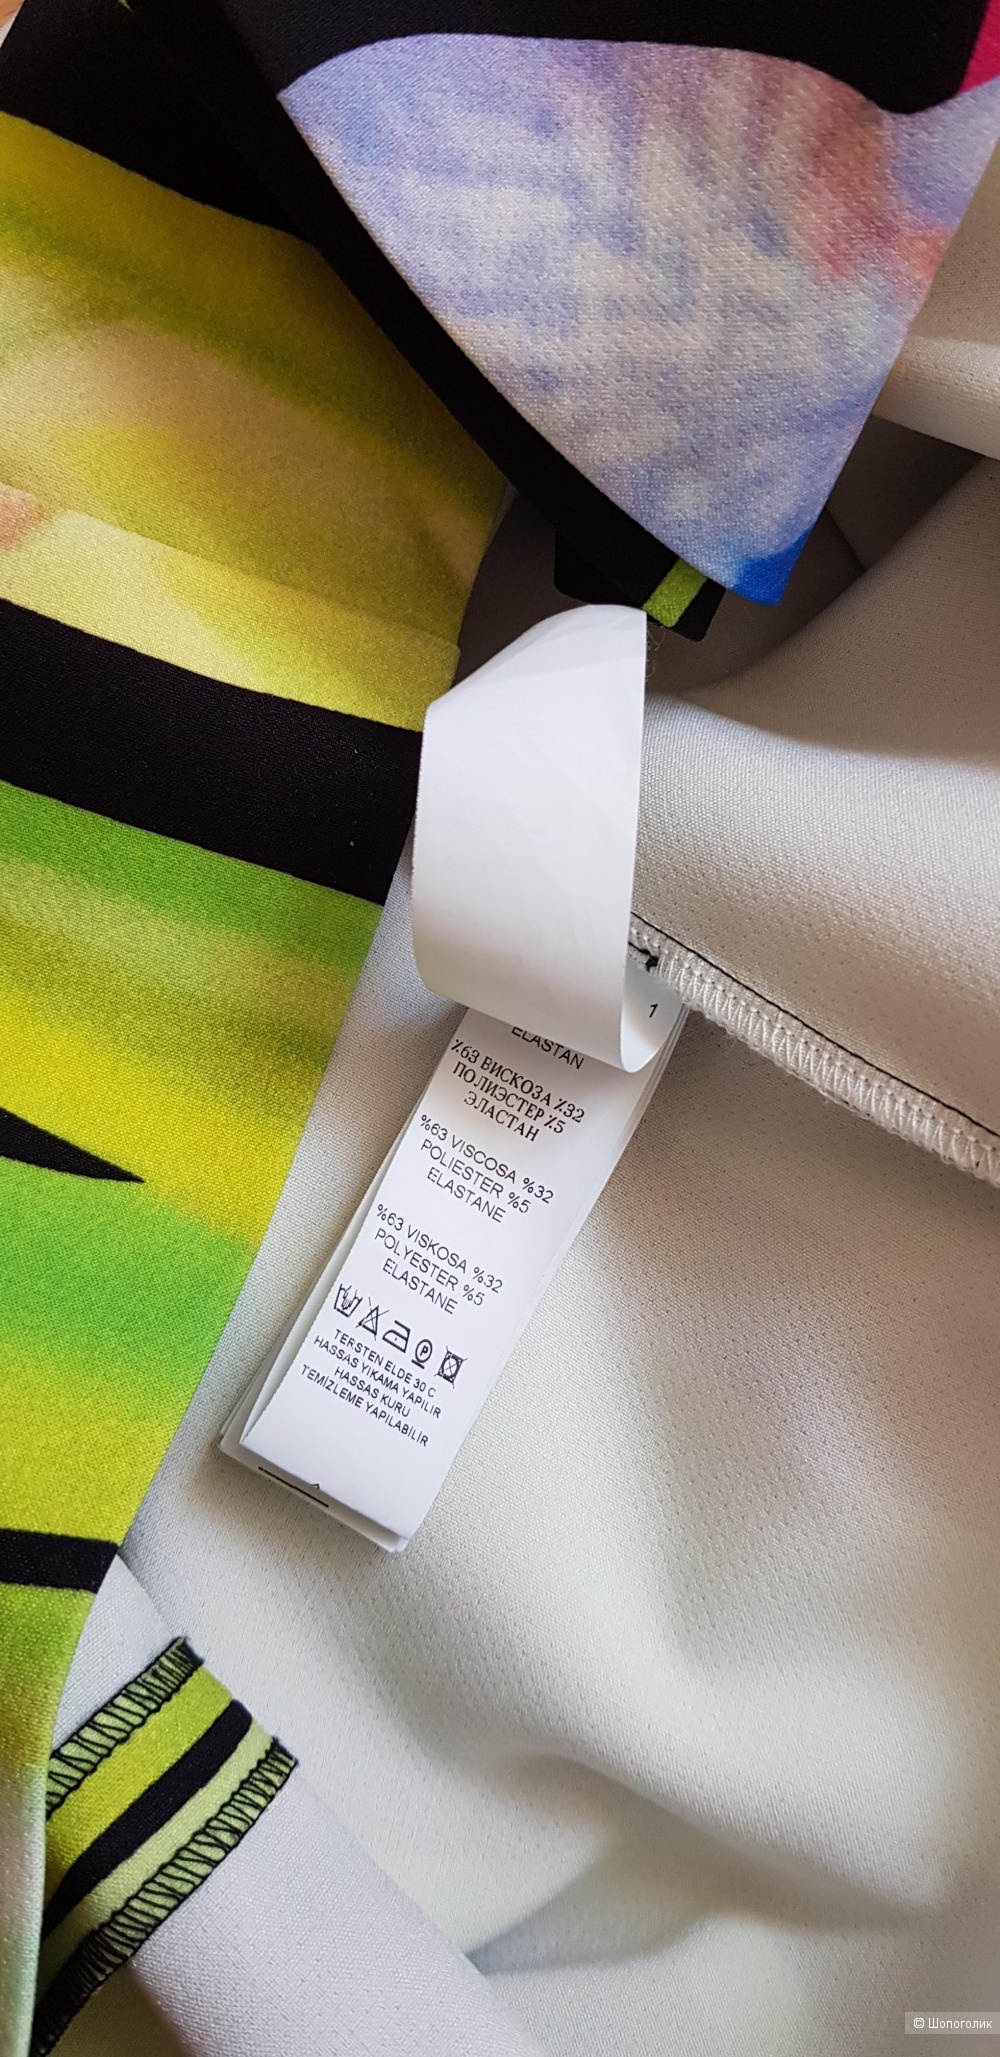 1
ELASTAN
%63 ВИСКОЗА %32
ПОЛИЭСТЕР %5
ЭЛАСТАН
%63 VISCOSA %32
POLIESTER %5
ELASTANE
%63 VISKOSA %32
POLYESTER %5
ELASTANE
P
TERSTEN ELDE 30 C
HASSAS YIKAMA YAPILIR
HASSAS KURU
TEMİZLEME YAPILABİLİR
© Шопоголик